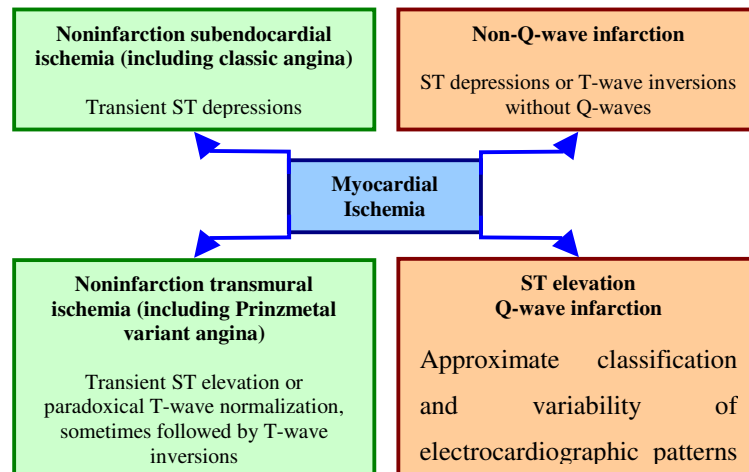 Noninfarction subendocardial
ischemia (including classic angina)
Transient ST depressions
Non-Q-wave infarction
ST depressions or T-wave inversions
without Q-waves
Myocardial
Ischemia
Noninfarction transmural
ischemia (including Prinzmetal
variant angina)
Transient ST elevation or
paradoxical T-wave normalization,
sometimes followed by T-wave
inversions
ST elevation
Q-wave infarction
Approximate classification
and variability of
electrocardiographic patterns